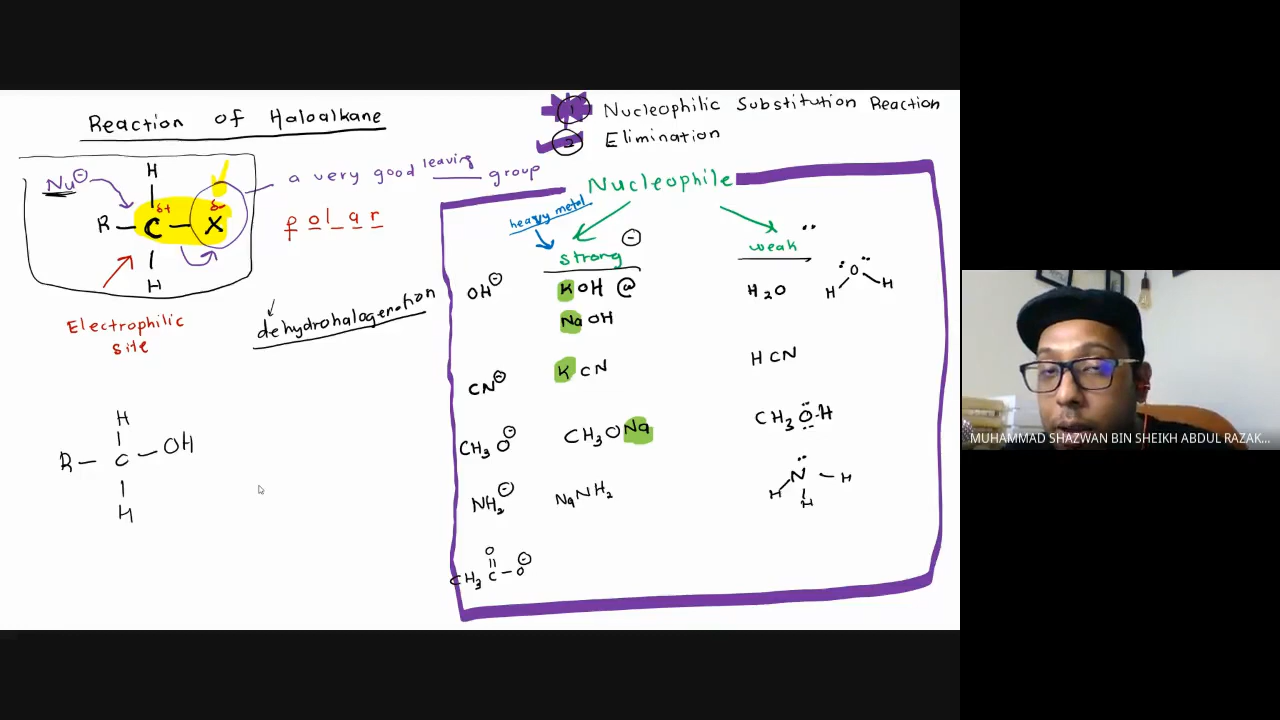 Reaction of Haloalkane
1 Nucleophilic Substitution Reaction
2 Elimination
a very good leaving group
polar
Nu⊖
H
R – C – X
δ+ δ-
H
Electrophilic
site
dehydrohalogenation
H
R – C – OH
H
Nucleophile
heavy metal
strong ⊖
weak ··
OH⊖ KOH @ H2O H O H
NaOH
CN⊖ KCN HCN
CH3O⊖ CH3ONa CH3O-H
NH2⊖ NaNH2 H N H
H
O
CH3 C – O⊖
MUHAMMAD SHAZWAN BIN SHEIKH ABDUL RAZAK...